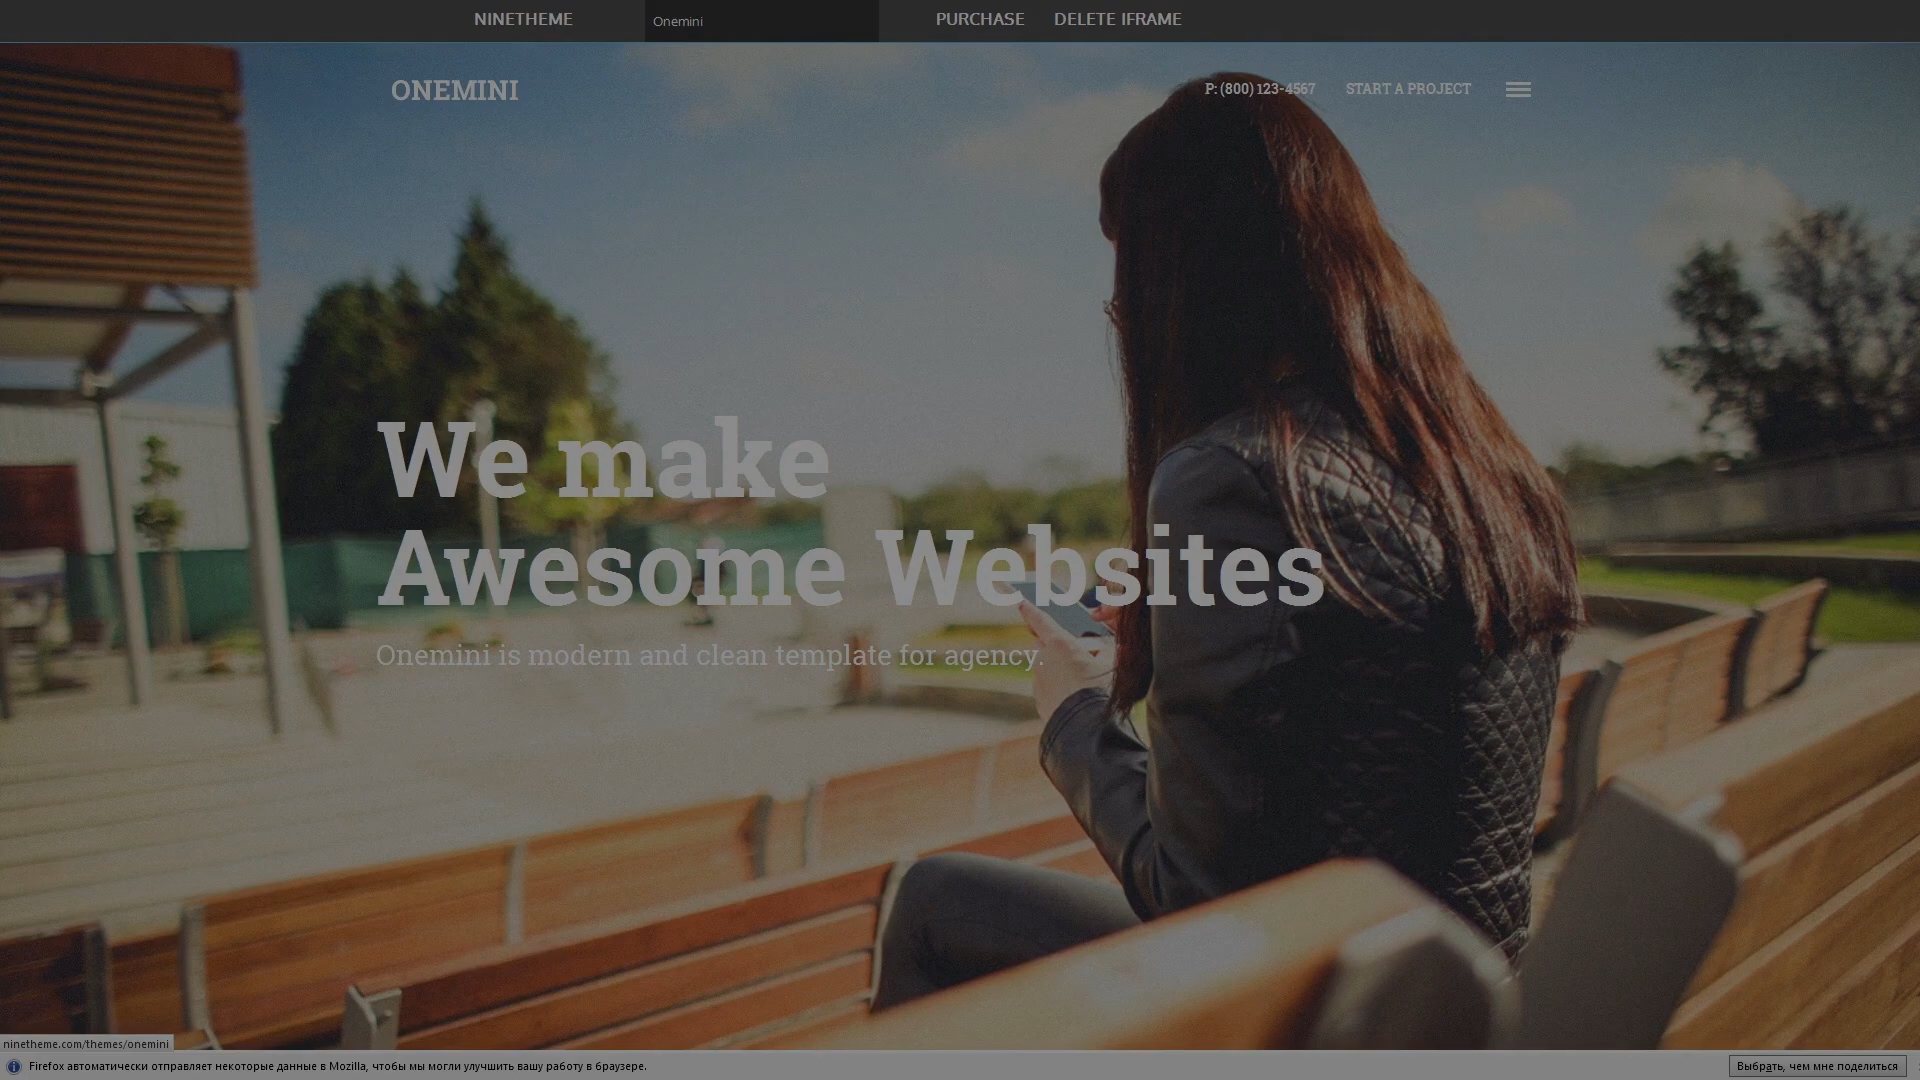 NINETHEME Onemini PURCHASE DELETE IFRAME
ONEMINI P: (800) 123-4567 START A PROJECT
We make
Awesome Websites
Onemini is modern and clean template for agency.
ninetheme.com/themes/onemini
Firefox автоматически отправляет некоторые данные в Mozilla, чтобы мы могли улучшить вашу работу в браузере. Выбрать, чем мне поделиться